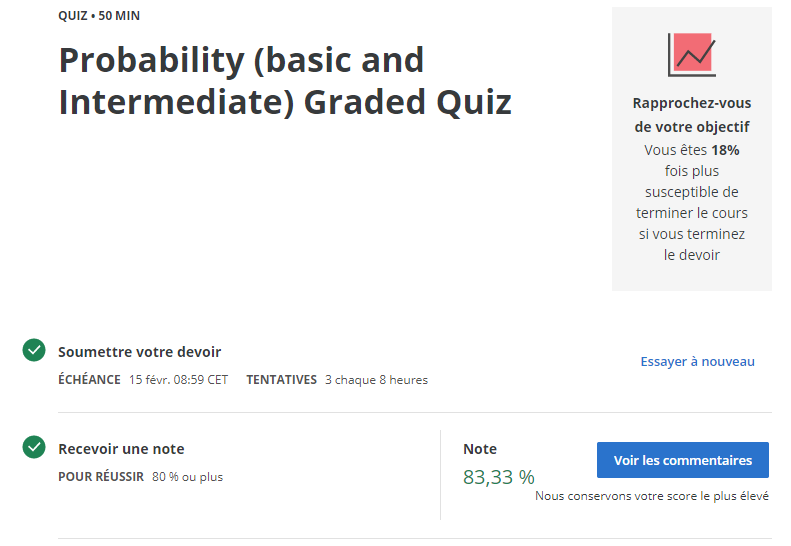 QUIZ • 50 MIN
Probability (basic and
Intermediate) Graded Quiz
Rapprochez-vous
de votre objectif
Vous êtes 18%
fois plus
susceptible de
terminer le cours
si vous terminez
le devoir
Soumettre votre devoir
ÉCHÉANCE 15 févr. 08:59 CET TENTATIVES 3 chaque 8 heures
Essayer à nouveau
Recevoir une note
POUR RÉUSSIR 80 % ou plus
Note
83,33 %
Voir les commentaires
Nous conservons votre score le plus élevé